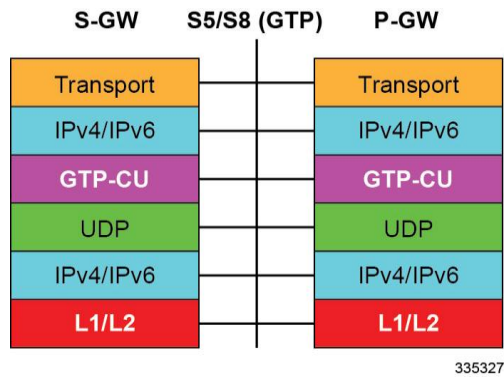 S-GW S5/S8 (GTP) P-GW
Transport Transport
IPv4/IPv6 IPv4/IPv6
GTP-CU GTP-CU
UDP UDP
IPv4/IPv6 IPv4/IPv6
L1/L2 L1/L2
335327